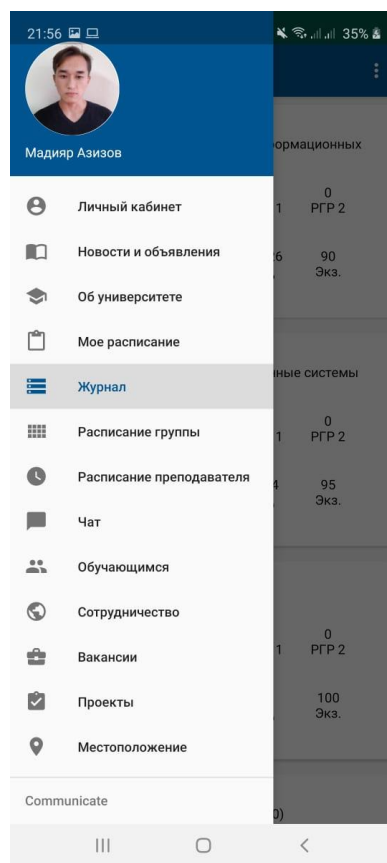 21:56
35%
Мадияр Азизов
Личный кабинет
Новости и объявления
Об университете
Мое расписание
Журнал
Расписание группы
Расписание преподавателя
Чат
Обучающимся
Сотрудничество
Вакансии
Проекты
Местоположение
Communicate
ормационных
0
1 РГР 2
90
Экз.
ные системы
0
1 РГР 2
4 95
Экз.
0
1 РГР 2
100
Экз.
0)